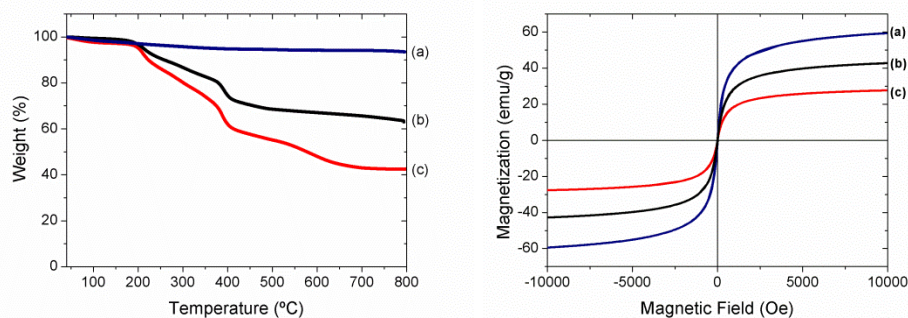 100
80
60
40
20
0
Weight (%)
(a)
(b)
(c)
100 200 300 400 500 600 700 800
Temperature (ºC)
60
40
20
0
-20
-40
-60
Magnetization (emu/g)
(a)
(b)
(c)
-10000 -5000 0 5000 10000
Magnetic Field (Oe)